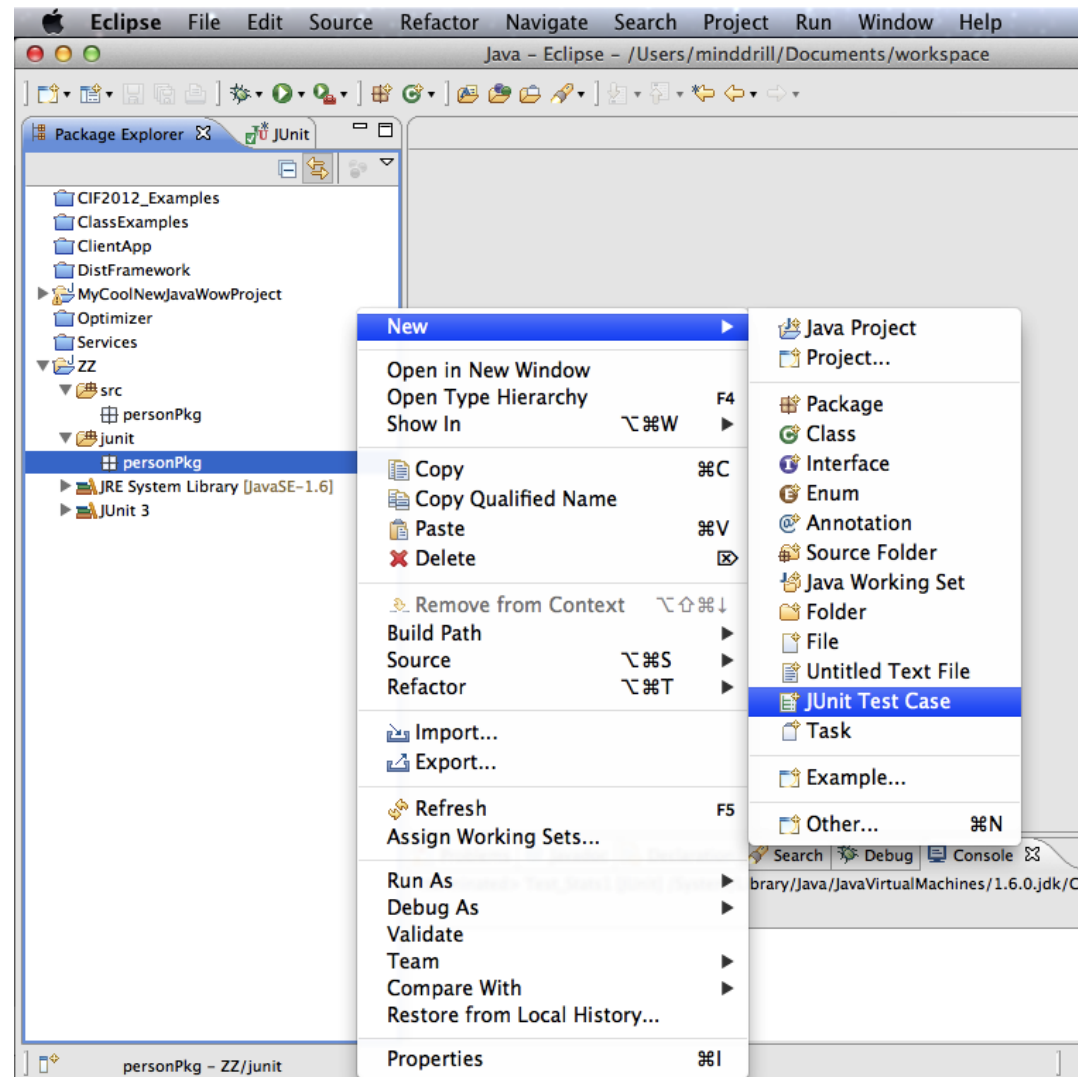 Eclipse File Edit Source Refactor Navigate Search Project Run Window Help
Java – Eclipse – /Users/minddrill/Documents/workspace
Package Explorer JUnit
CIF2012_Examples
ClassExamples
ClientApp
DistFramework
MyCoolNewJavaWowProject
Optimizer
Services
ZZ
src
personPkg
junit
personPkg
JRE System Library [JavaSE-1.6]
JUnit 3
New
Open in New Window
Open Type Hierarchy F4
Show In ⌥⌘W
Copy ⌘C
Copy Qualified Name
Paste ⌘V
Delete ⌦
Remove from Context ⌥⇧⌘↓
Build Path
Source ⌥⌘S
Refactor ⌥⌘T
Import...
Export...
Refresh F5
Assign Working Sets...
Run As
Debug As
Validate
Team
Compare With
Restore from Local History...
Properties ⌘I
Java Project
Project...
Package
Class
Interface
Enum
Annotation
Source Folder
Java Working Set
Folder
File
Untitled Text File
JUnit Test Case
Task
Example...
Other... ⌘N
Search Debug Console
brary/Java/JavaVirtualMachines/1.6.0.jdk/C
personPkg – ZZ/junit